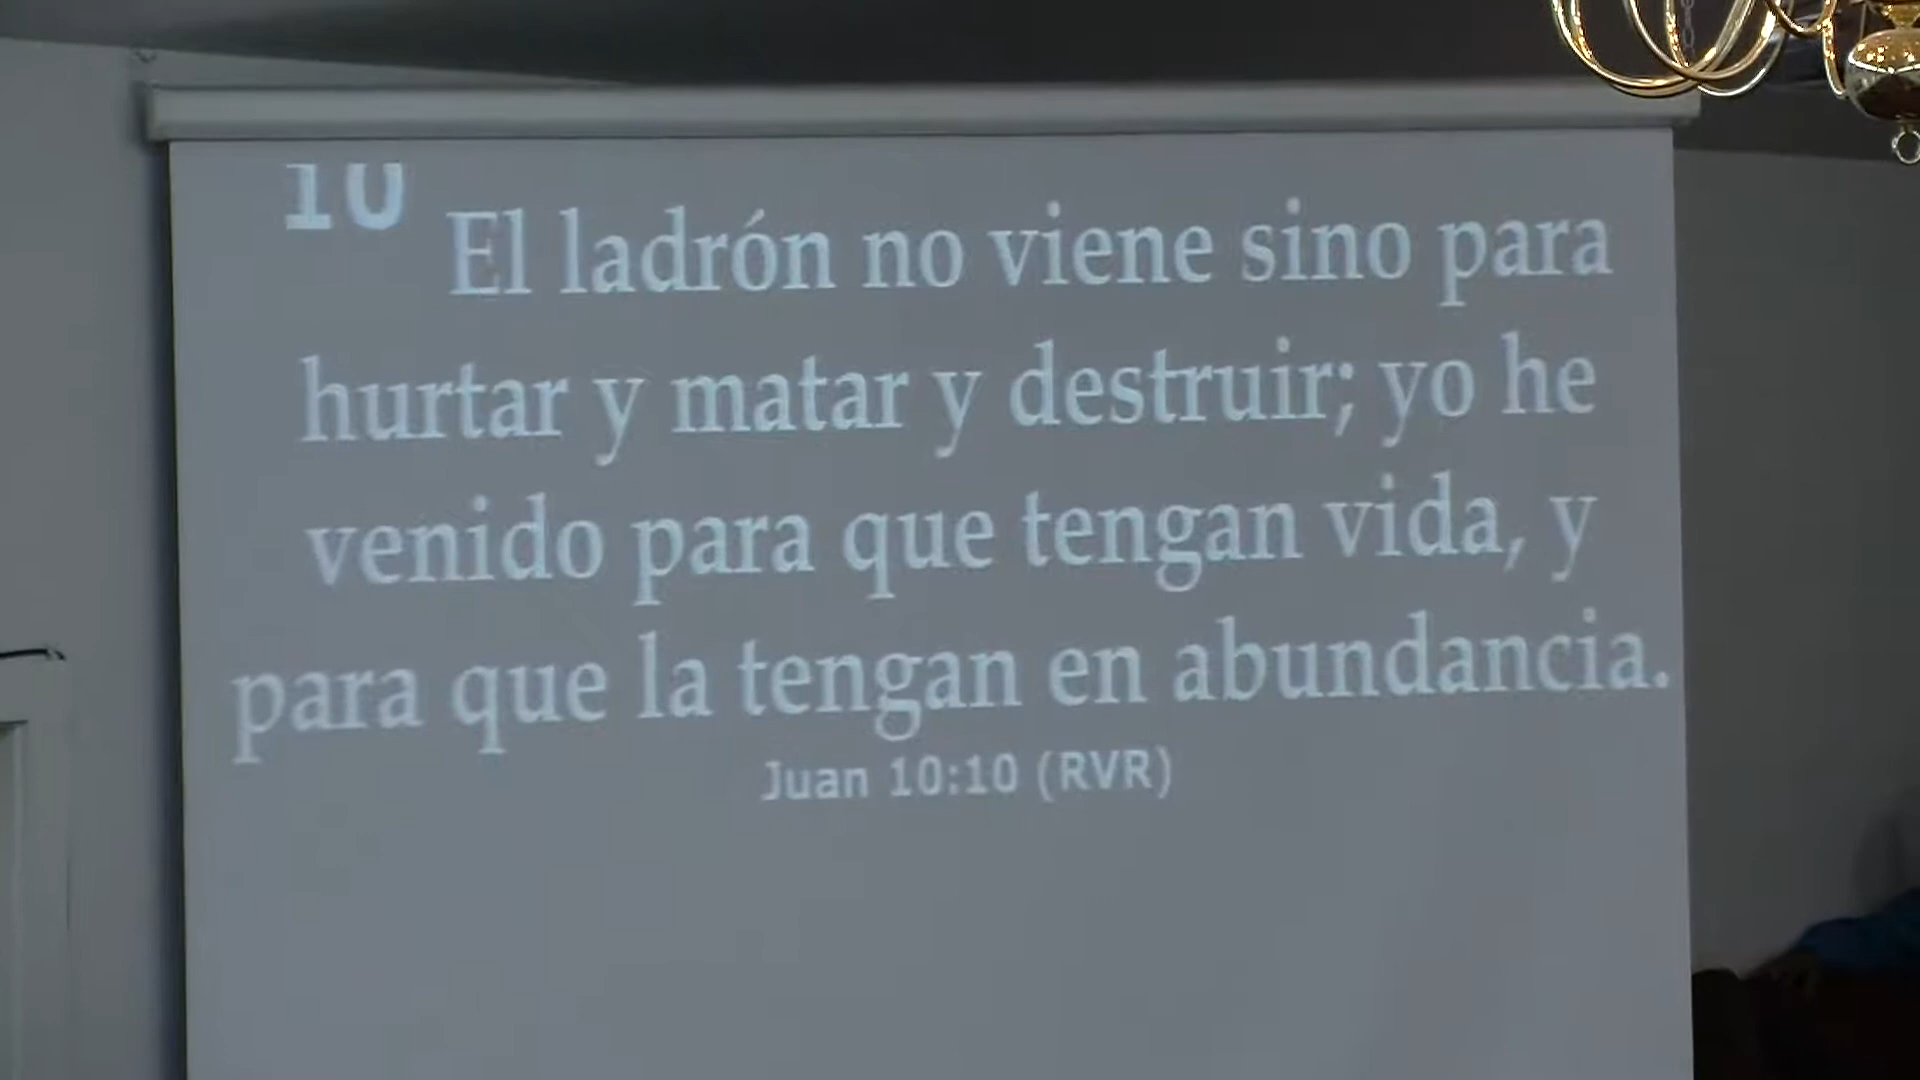 10 El ladrón no viene sino para
hurtar y matar y destruir; yo he
venido para que tengan vida, y
para que la tengan en abundancia.
Juan 10:10 (RVR)